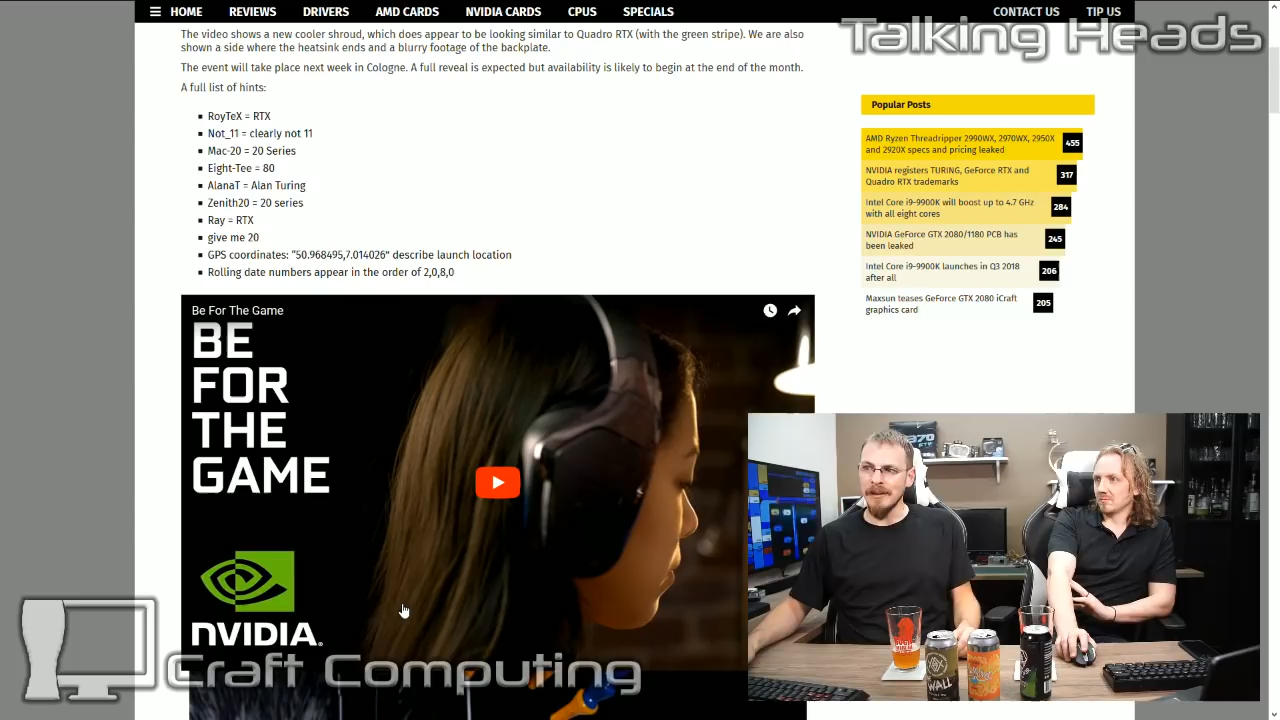 HOME REVIEWS DRIVERS AMD CARDS NVIDIA CARDS CPUS SPECIALS CONTACT US TIP US
Talking Heads
The video shows a new cooler shroud, which does appear to be looking similar to Quadro RTX (with the green stripe). We are also
shown a side where the heatsink ends and a blurry footage of the backplate.
The event will take place next week in Cologne. A full reveal is expected but availability is likely to begin at the end of the month.
A full list of hints:
RoyTeX = RTX
Not_11 = clearly not 11
Mac-20 = 20 Series
Eight-Tee = 80
AlanaT = Alan Turing
Zenith20 = 20 series
Ray = RTX
give me 20
GPS coordinates: "50.968495,7.014026" describe launch location
Rolling date numbers appear in the order of 2,0,8,0
Popular Posts
AMD Ryzen Threadripper 2990WX, 2970WX, 2950X
and 2920X specs and pricing leaked
455
NVIDIA registers TURING, GeForce RTX and
Quadro RTX trademarks
317
Intel Core i9-9900K will boost up to 4.7 GHz
with all eight cores
284
NVIDIA GeForce GTX 2080/1180 PCB has
been leaked
245
Intel Core i9-9900K launches in Q3 2018
after all
206
Maxsun teases GeForce GTX 2080 iCraft
graphics card
205
Be For The Game
BE
FOR
THE
GAME
NVIDIA.
Craft Computing
X370
WALL